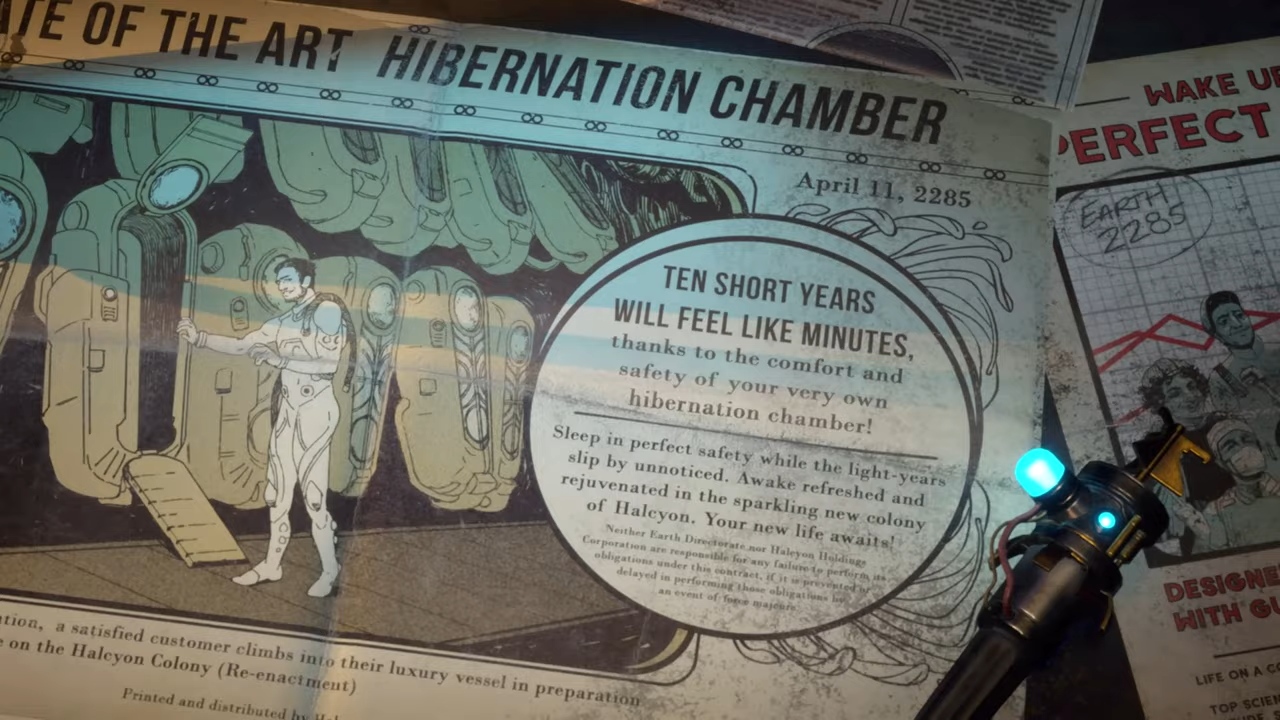 ATE OF THE ART HIBERNATION CHAMBER
April 11, 2285
TEN SHORT YEARS
WILL FEEL LIKE MINUTES,
thanks to the comfort and
safety of your very own
hibernation chamber!
Sleep in perfect safety while the light-years
slip by unnoticed. Awake refreshed and
rejuvenated in the sparkling new colony
of Halcyon. Your new life awaits!
Neither Earth Directorate nor Halcyon Holdings
Corporation are responsible for any failure to perform its
obligations under this contract, if it is prevented or
delayed in performing those obligations by
an event of force majeure.
ation, a satisfied customer climbs into their luxury vessel in preparation
e on the Halcyon Colony (Re-enactment)
Printed and distributed by Hal
WAKE UP
PERFECT
EARTH
2285
DESIGNE
WITH GU
LIFE ON A CO
TOP SCIEN